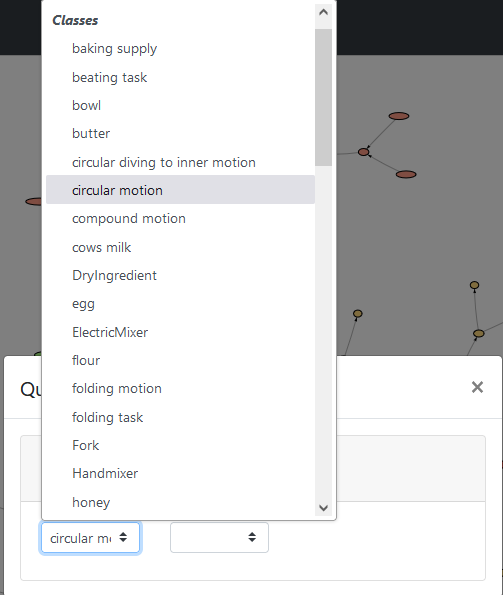 Classes
baking supply
beating task
bowl
butter
circular diving to inner motion
circular motion
compound motion
cows milk
DryIngredient
egg
ElectricMixer
flour
folding motion
folding task
Fork
Handmixer
honey
Qu
×
circular m